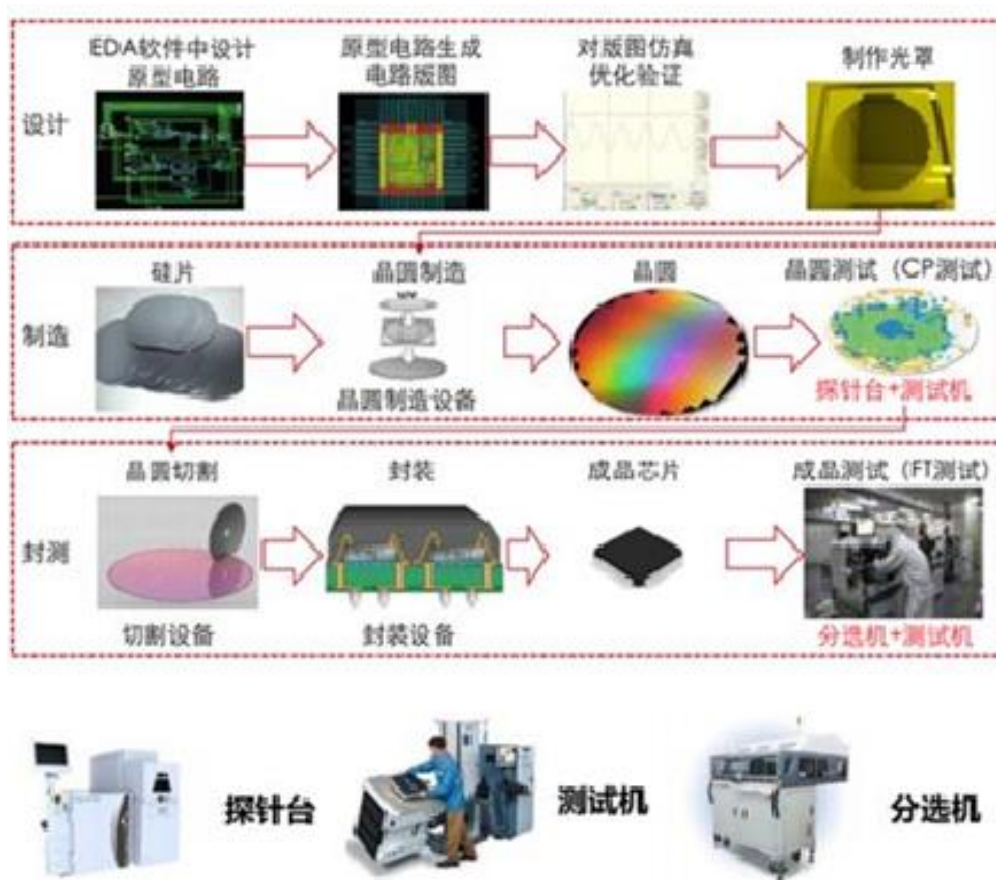 EDA软件中设计
原型电路
原型电路生成
电路版图
对版图仿真
优化验证
制作光罩
设计
硅片
晶圆制造
晶圆
晶圆测试（CP测试）
制造
晶圆制造设备
探针台+测试机
晶圆切割
封装
成品芯片
成品测试（FT测试）
封测
切割设备
封装设备
分选机+测试机
探针台
测试机
分选机